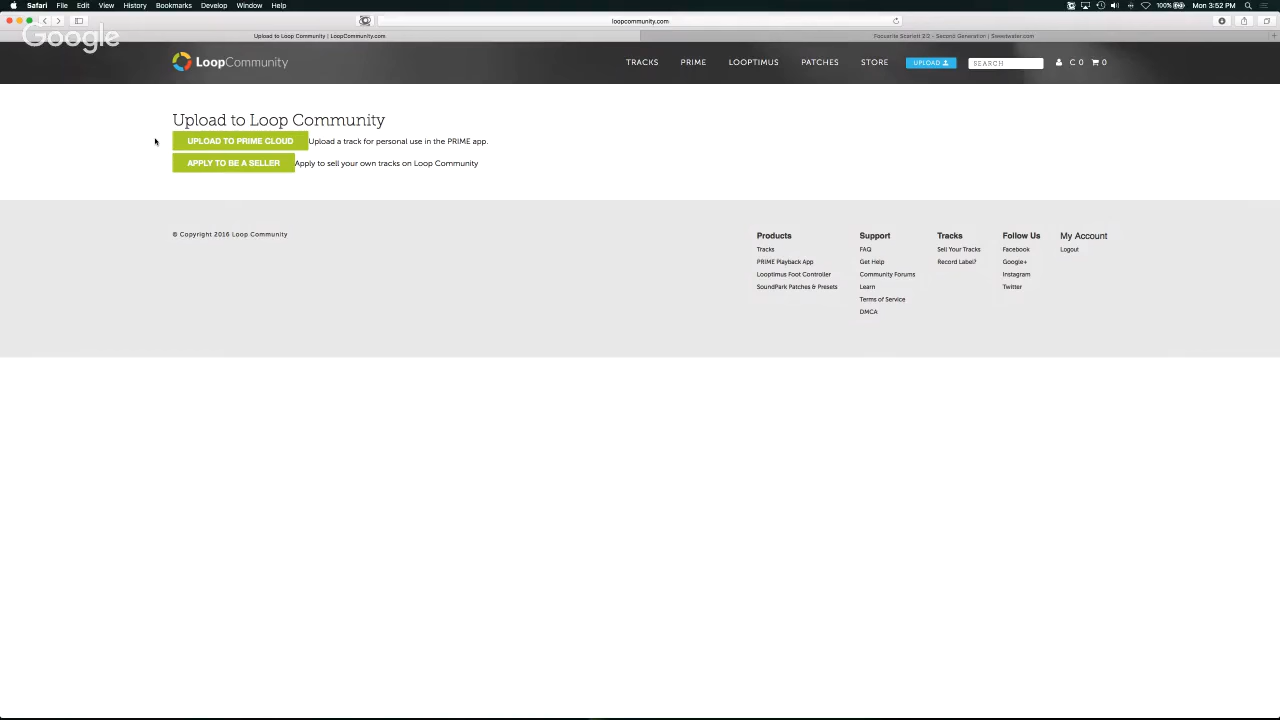 Safari File Edit View History Bookmarks Develop Window Help 100% Mon 3:52 PM
Google
loopcommunity.com
Upload to Loop Community | LoopCommunity.com Focusrite Scarlett 2i2 - Second Generation | Sweetwater.com
LoopCommunity TRACKS PRIME LOOPTIMUS PATCHES STORE UPLOAD SEARCH C 0 0
Upload to Loop Community
UPLOAD TO PRIME CLOUD Upload a track for personal use in the PRIME app.
APPLY TO BE A SELLER Apply to sell your own tracks on Loop Community
© Copyright 2016 Loop Community
Products
Tracks
PRIME Playback App
Looptimus Foot Controller
SoundPark Patches & Presets
Support
FAQ
Get Help
Community Forums
Learn
Terms of Service
DMCA
Tracks
Sell Your Tracks
Record Label?
Follow Us
Facebook
Google+
Instagram
Twitter
My Account
Logout